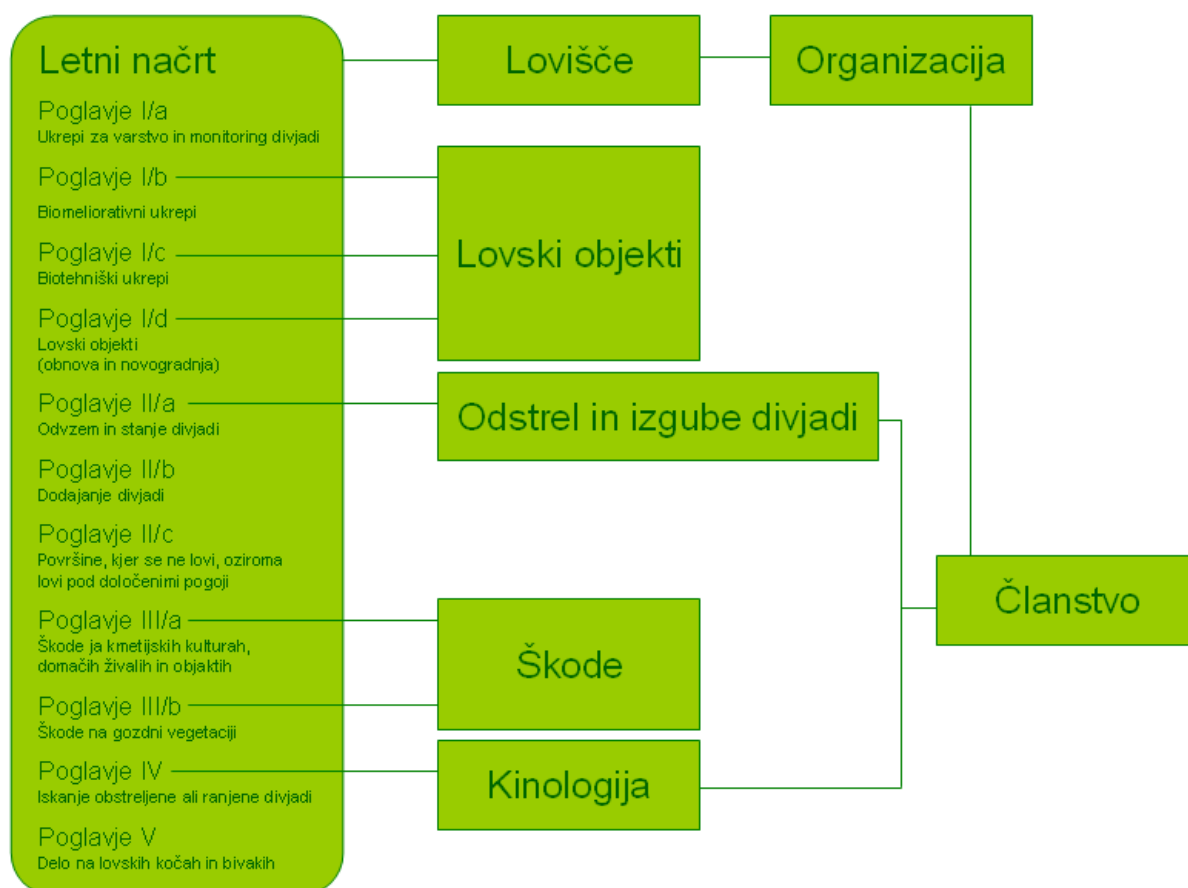 Letni načrt
Poglavje I/a
Ukrepi za varstvo in monitoring divjadi
Poglavje I/b
Biomeliorativni ukrepi
Poglavje I/c
Biotehniški ukrepi
Poglavje I/d
Lovski objekti
(obnova in novogradnja)
Poglavje II/a
Odvzem in stanje divjadi
Poglavje II/b
Dodajanje divjadi
Poglavje II/c
Površine, kjer se ne lovi, oziroma
lovi pod določenimi pogoji
Poglavje III/a
Škode ja kmetijskih kulturah,
domačih živalih in objaktih
Poglavje III/b
Škode na gozdni vegetaciji
Poglavje IV
Iskanje obstreljene ali ranjene divjadi
Poglavje V
Delo na lovskih kočah in bivakih
Lovišče
Organizacija
Lovski objekti
Odstrel in izgube divjadi
Članstvo
Škode
Kinologija